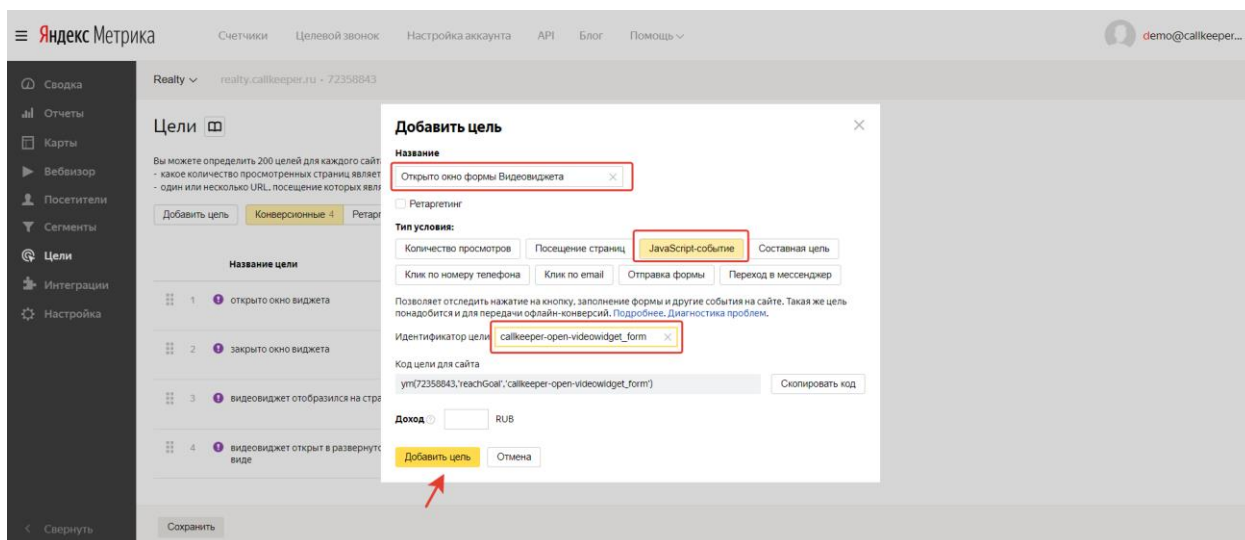 Яндекс Метрика
Счетчики Целевой звонок Настройка аккаунта API Блог Помощь
demo@callkeeper...
Сводка
Отчеты
Карты
Вебвизор
Посетители
Сегменты
Цели
Интеграции
Настройка
Свернуть
Realty realty.callkeeper.ru • 72358843
Цели
Вы можете определить 200 целей для каждого сайт
- какое количество просмотренных страниц являет
- один или несколько URL, посещение которых явл
Добавить цель Конверсионные 4 Ретарг
Название цели
1 открыто окно виджета
2 закрыто окно виджета
3 видеовиджет отобразился на стра
4 видеовиджет открыт в развернуто
виде
Сохранить
Добавить цель
Название
Открыто окно формы Видеовиджета
Ретаргетинг
Тип условия:
Количество просмотров Посещение страниц JavaScript-событие Составная цель
Клик по номеру телефона Клик по email Отправка формы Переход в мессенджер
Позволяет отследить нажатие на кнопку, заполнение формы и другие события на сайте. Такая же цель
понадобится и для передачи офлайн-конверсий. Подробнее. Диагностика проблем.
Идентификатор цели: callkeeper-open-videowidget_form
Код цели для сайта
ym(72358843,'reachGoal','callkeeper-open-videowidget_form') Скопировать код
Доход RUB
Добавить цель Отмена